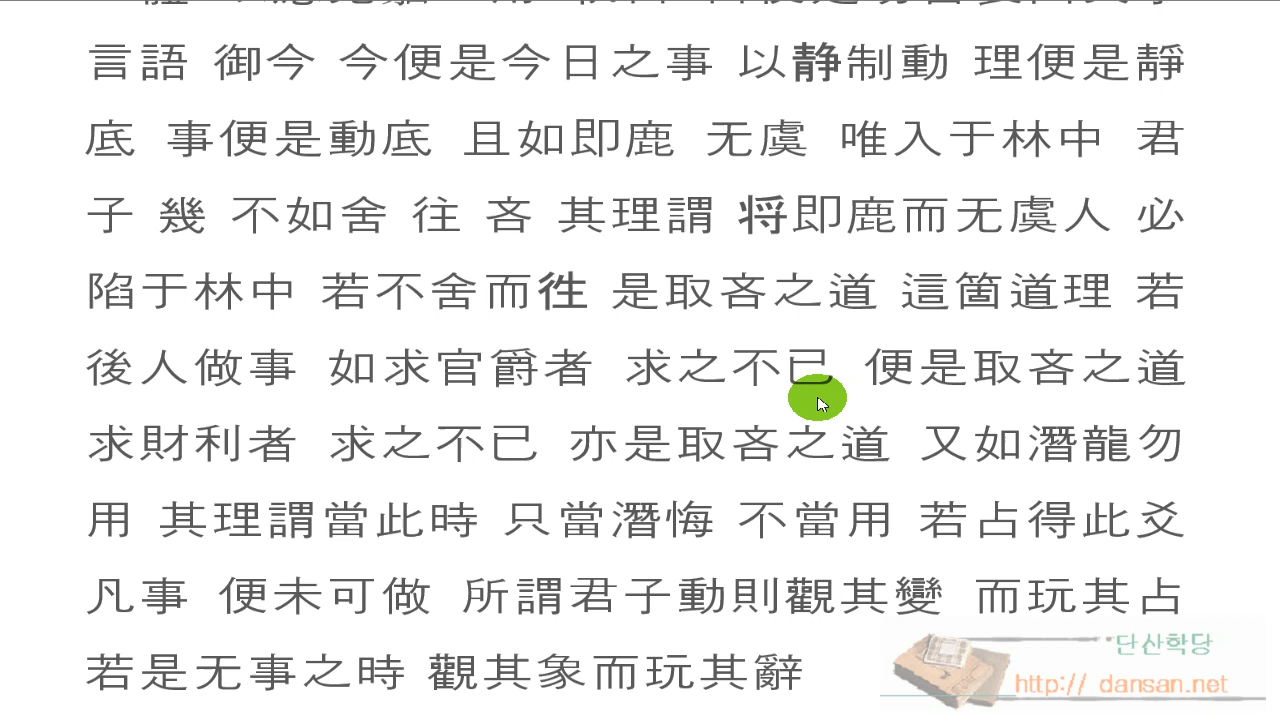 言語 御今 今便是今日之事 以静制動 理便是靜
底 事便是動底 且如即鹿 无虞 唯入于林中 君
子 幾 不如舍 往 吝 其理謂 将即鹿而无虞人 必
陷于林中 若不舍而徃 是取吝之道 這箇道理 若
後人做事 如求官爵者 求之不已 便是取吝之道
求財利者 求之不已 亦是取吝之道 又如潛龍勿
用 其理謂當此時 只當潛悔 不當用 若占得此爻
凡事 便未可做 所謂君子動則觀其變 而玩其占
若是无事之時 觀其象而玩其辭
단산학당
http:// dansan.net